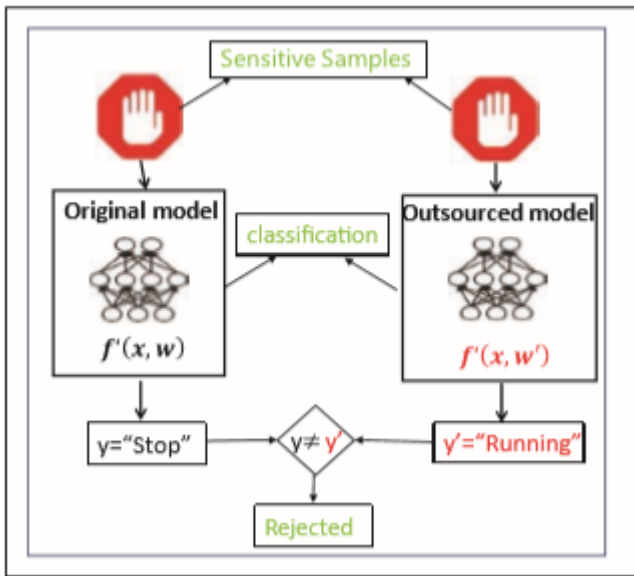 Sensitive Samples
Original model
Outsourced model
classification
f'(x, w)
f'(x, w')
y="Stop"
y≠ y'
y'="Running"
Rejected